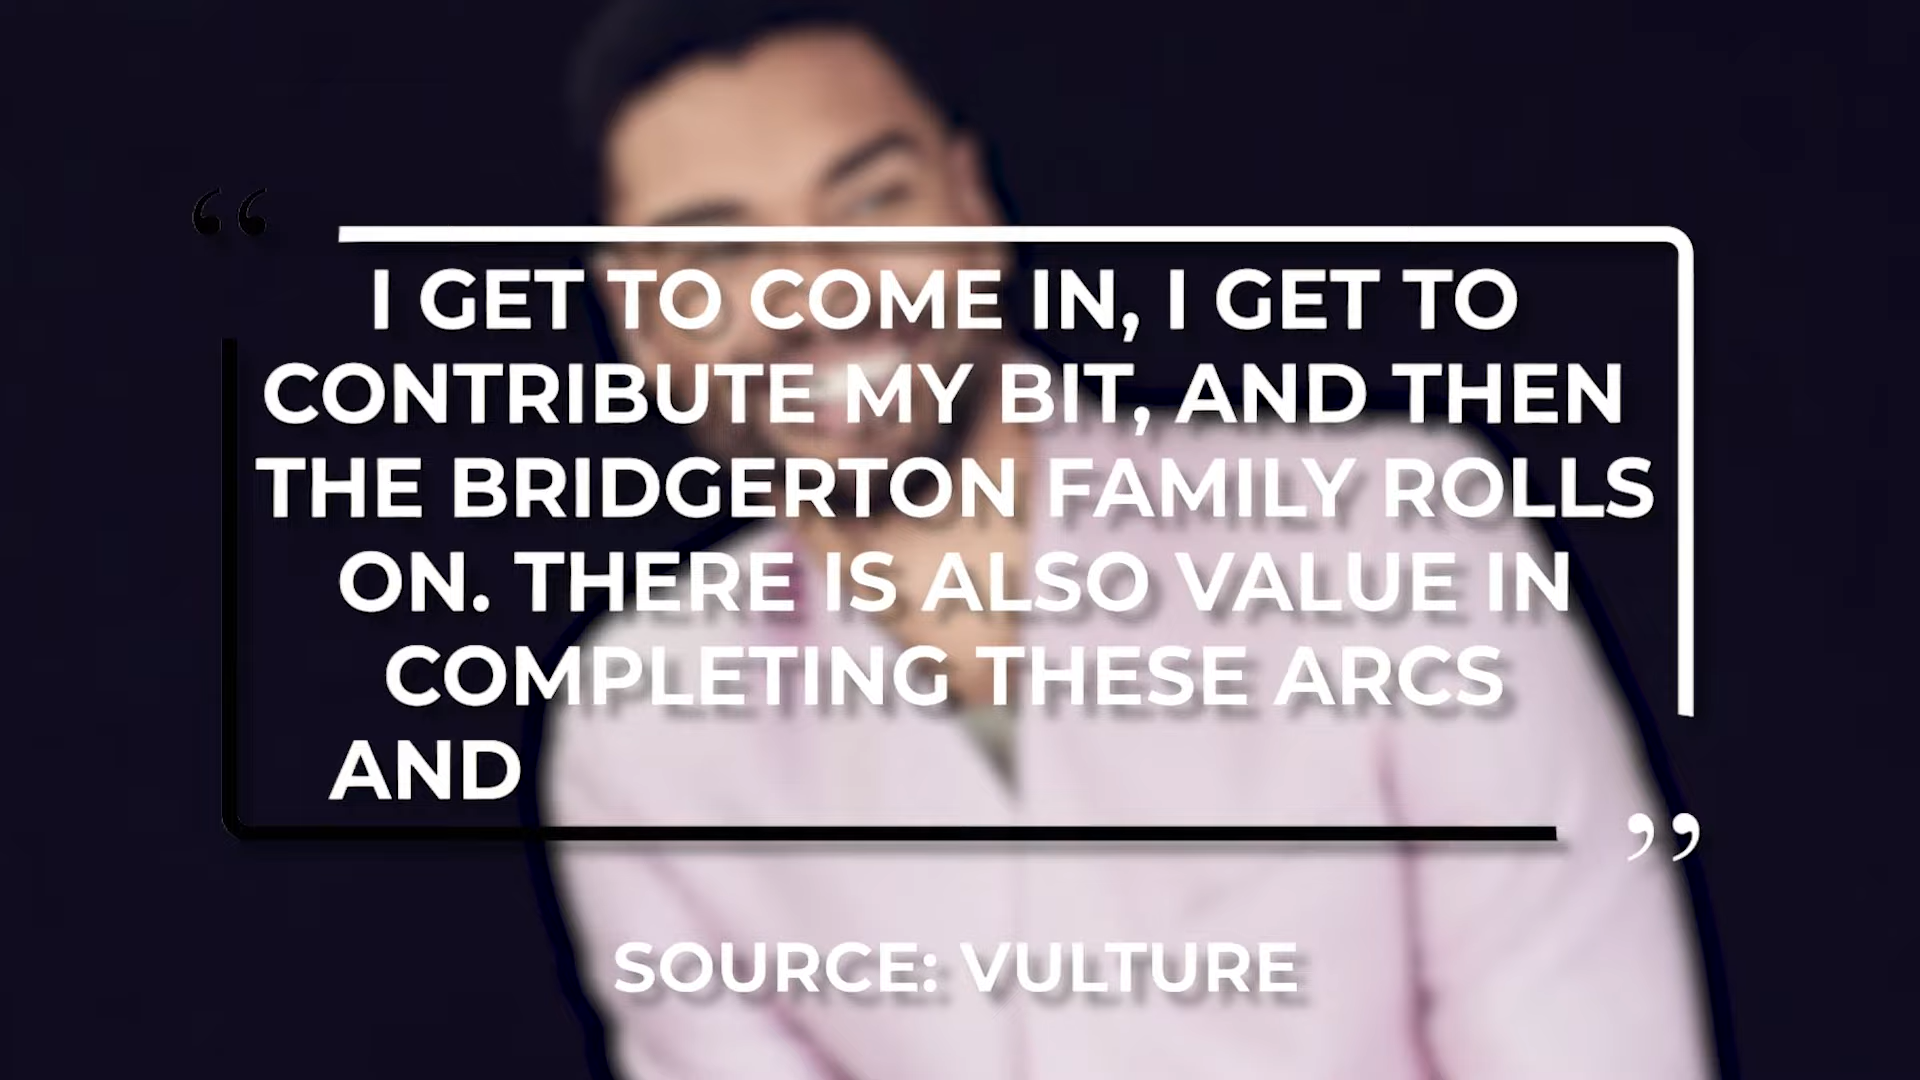 “
I GET TO COME IN, I GET TO
CONTRIBUTE MY BIT, AND THEN
THE BRIDGERTON FAMILY ROLLS
ON. THERE IS ALSO VALUE IN
COMPLETING THESE ARCS
AND
”
SOURCE: VULTURE